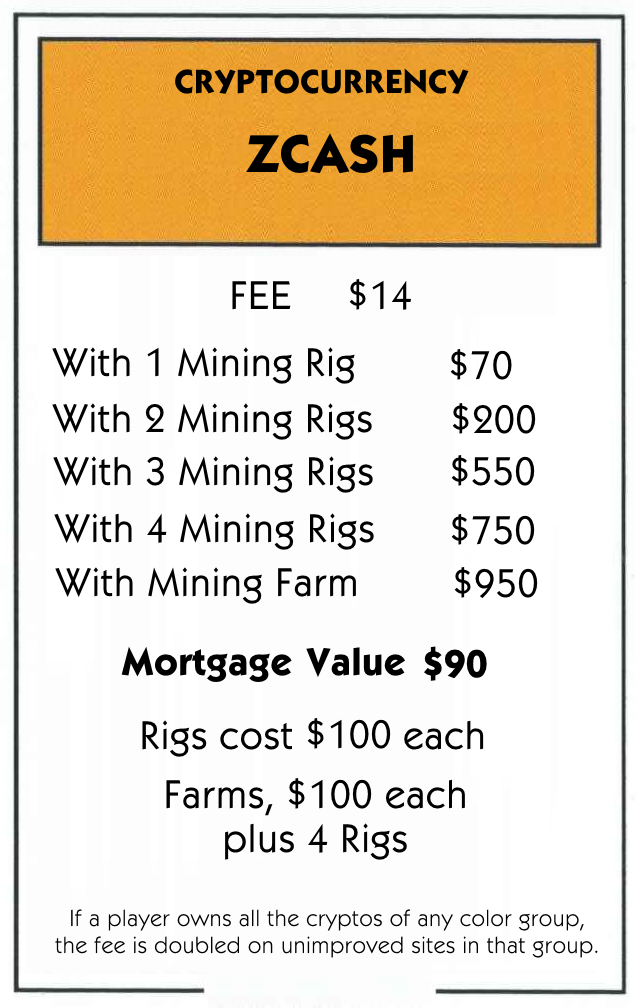 CRYPTOCURRENCY
ZCASH
FEE $14
With 1 Mining Rig $70
With 2 Mining Rigs $200
With 3 Mining Rigs $550
With 4 Mining Rigs $750
With Mining Farm $950
Mortgage Value $90
Rigs cost $100 each
Farms, $100 each
plus 4 Rigs
If a player owns all the cryptos of any color group,
the fee is doubled on unimproved sites in that group.